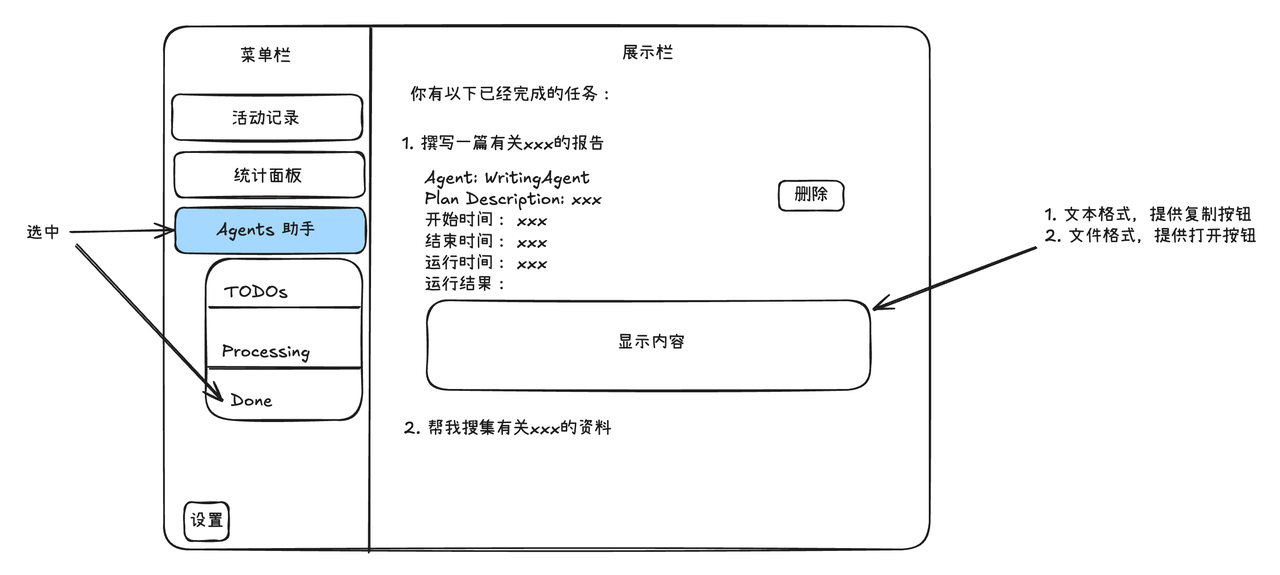 菜单栏
展示栏
你有以下已经完成的任务：
活动记录
1. 撰写一篇有关xxx的报告
统计面板
Agent: WritingAgent
Plan Description: xxx
删除
开始时间： xxx
结束时间： xxx
运行时间： xxx
运行结果：
选中
Agents 助手
1. 文本格式，提供复制按钮
2. 文件格式，提供打开按钮
TODOs
Processing
Done
显示内容
2. 帮我搜集有关xxx的资料
设置